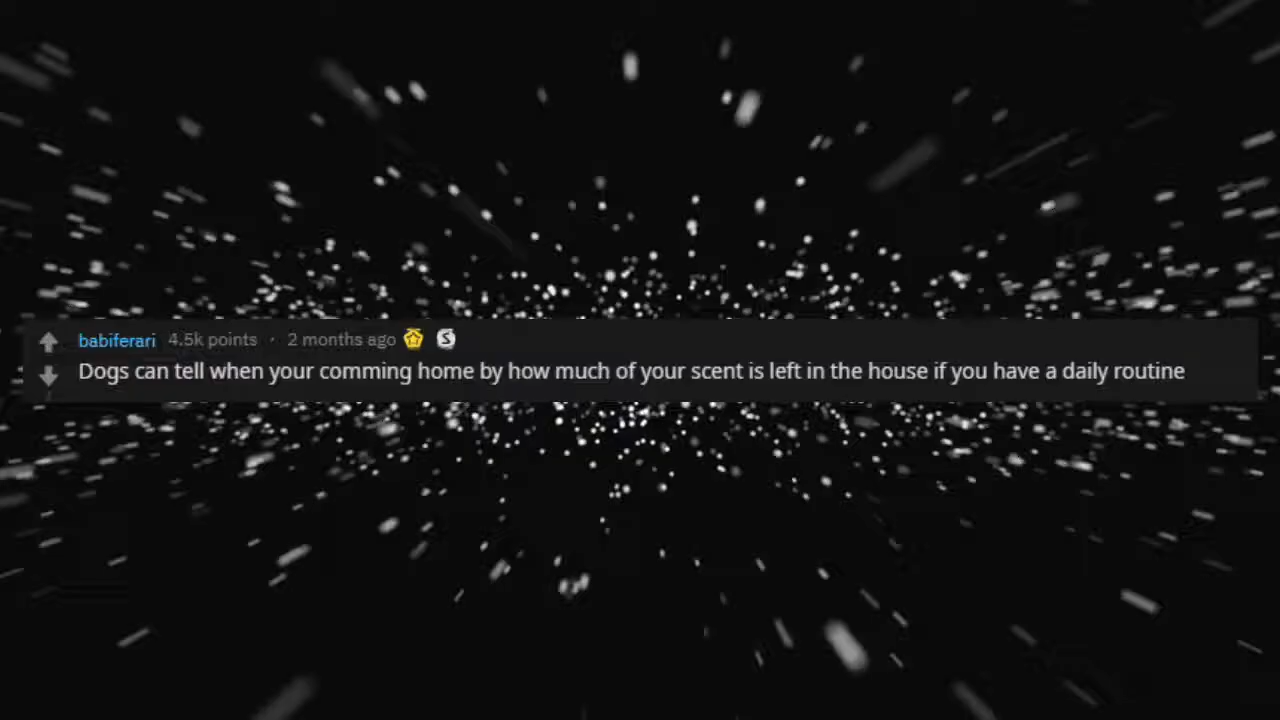 babiferari 4.5k points · 2 months ago S
Dogs can tell when your comming home by how much of your scent is left in the house if you have a daily routine